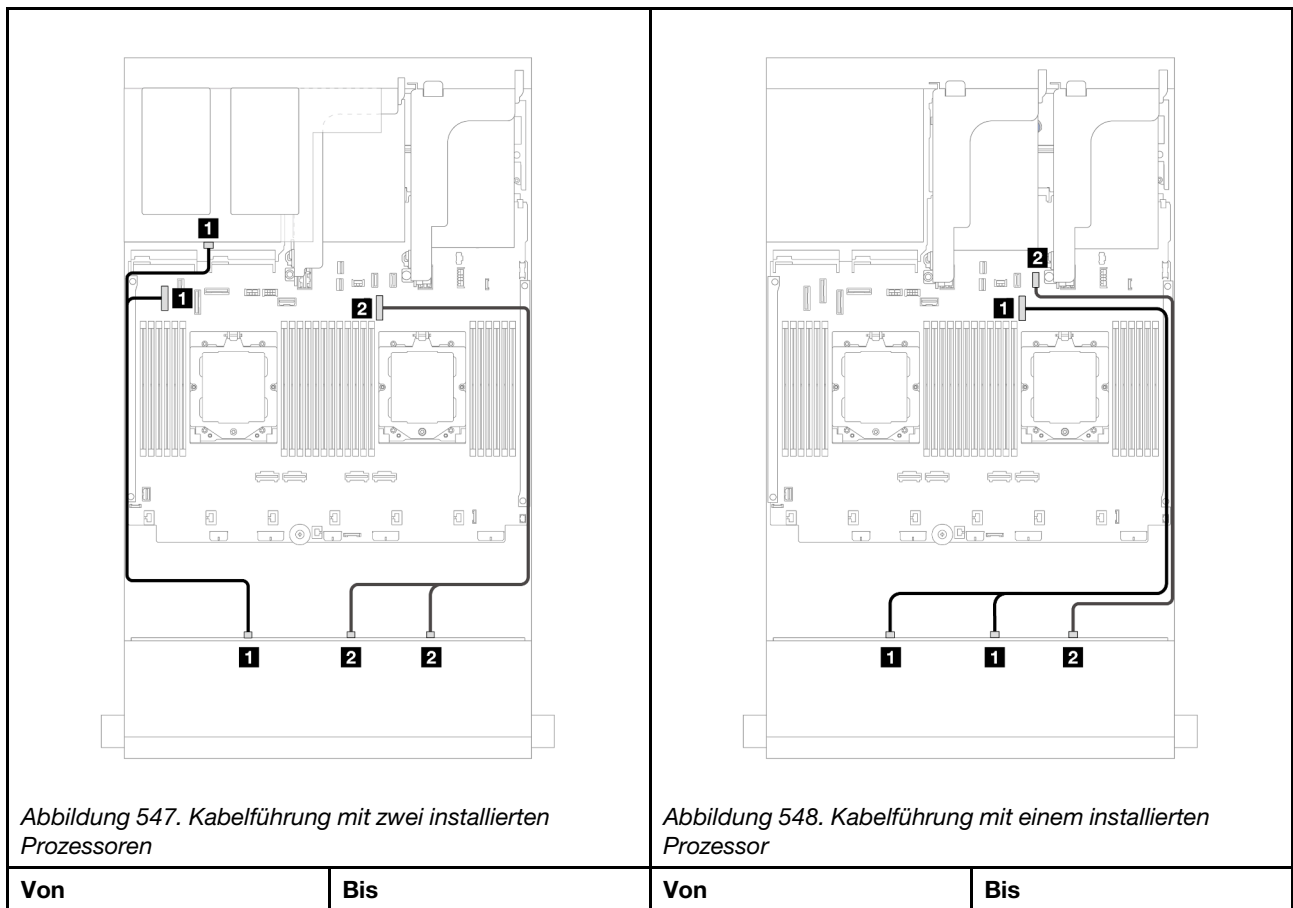 1
1
2
1
2
2
Abbildung 547. Kabelführung mit zwei installierten
Prozessoren
2
1
1
1
2
Abbildung 548. Kabelführung mit einem installierten
Prozessor
Von Bis Von Bis